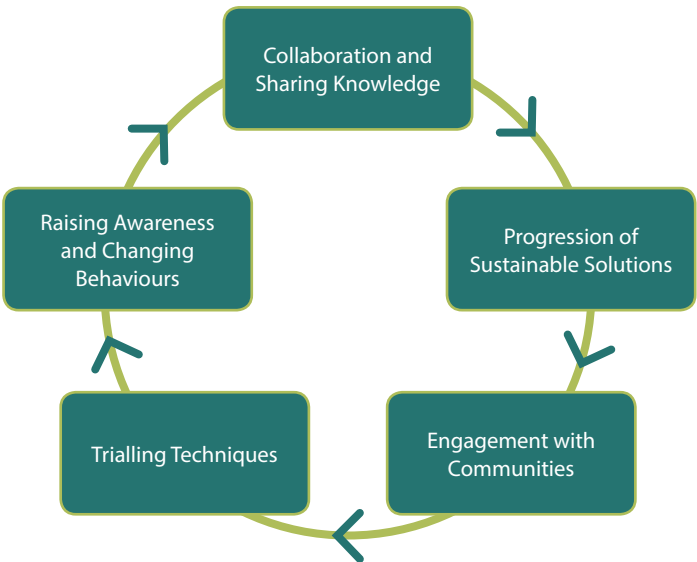 Collaboration and
Sharing Knowledge
Progression of
Sustainable Solutions
Engagement with
Communities
Trialling Techniques
Raising Awareness
and Changing
Behaviours